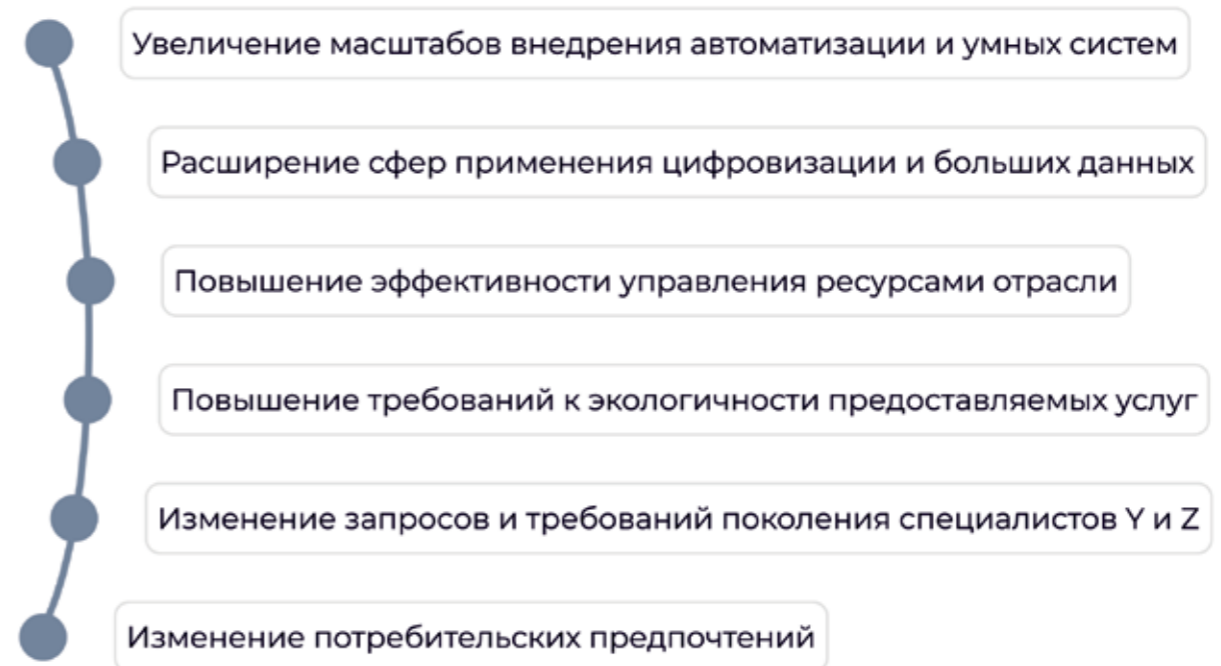 Увеличение масштабов внедрения автоматизации и умных систем
Расширение сфер применения цифровизации и больших данных
Повышение эффективности управления ресурсами отрасли
Повышение требований к экологичности предоставляемых услуг
Изменение запросов и требований поколения специалистов Y и Z
Изменение потребительских предпочтений